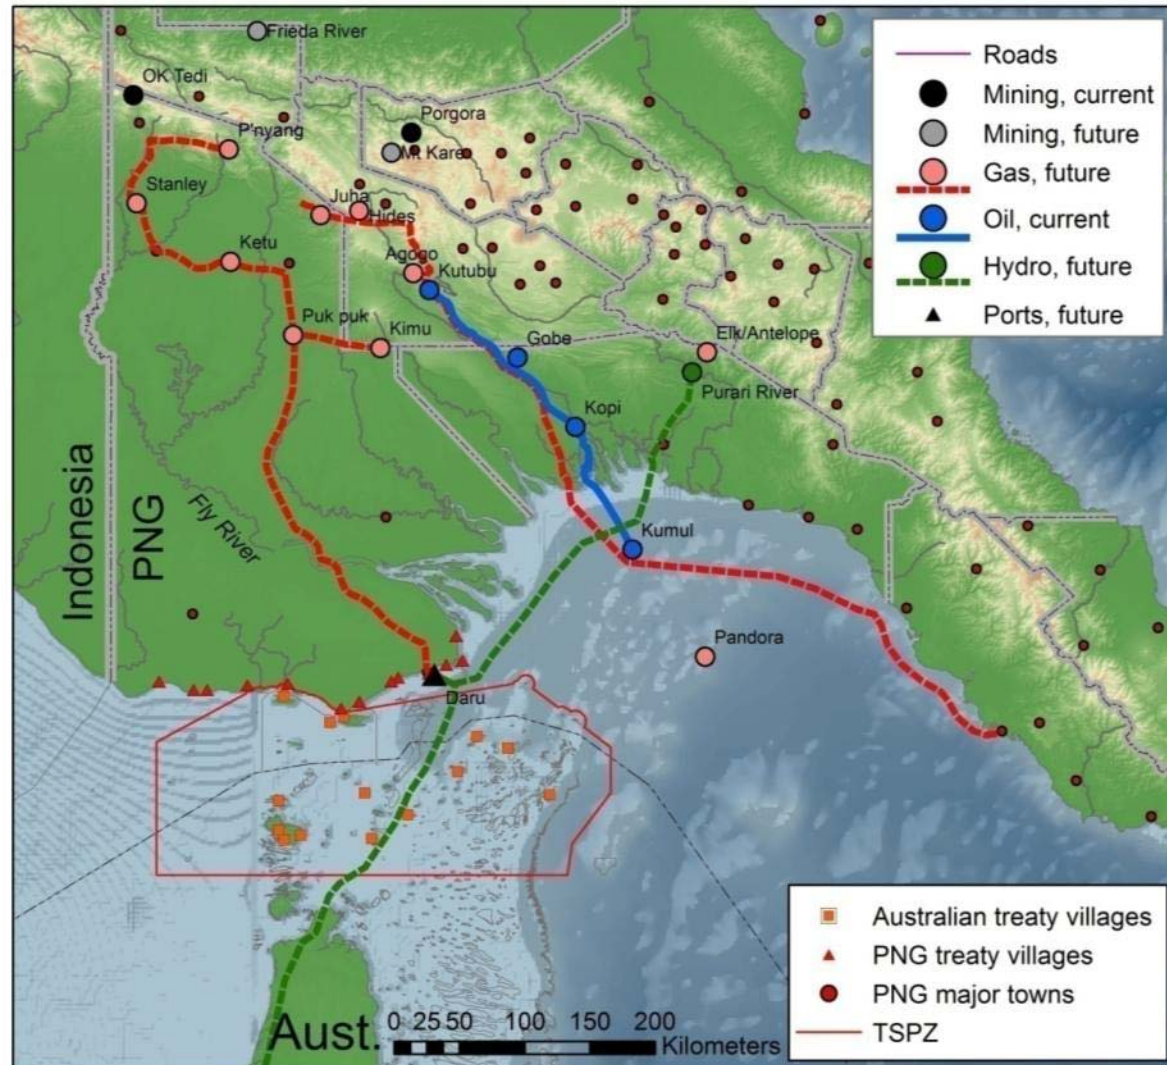 Frieda River
OK Tedi
Porgora
P'nyang
Mt Kare
Stanley
Juha
Hides
Ketu
Agogo
Kutubu
Puk puk
Kimu
Gobe
Elk/Antelope
Purari River
Kopi
Indonesia
PNG
Fly River
Kumul
Pandora
Daru
Aust.
0 25 50 100 150 200
Kilometers
Roads
Mining, current
Mining, future
Gas, future
Oil, current
Hydro, future
Ports, future
Australian treaty villages
PNG treaty villages
PNG major towns
TSPZ